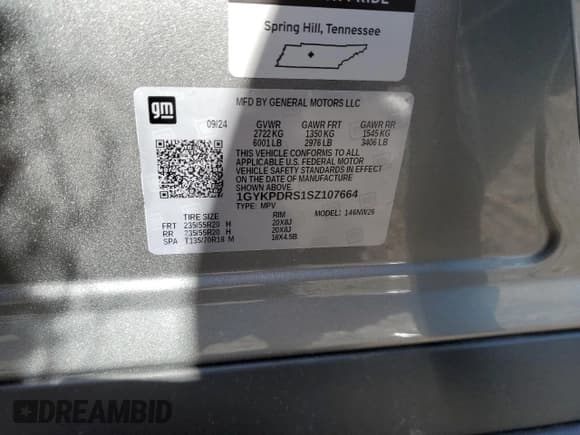 RIDE
Spring Hill, Tennessee
gm
MFD BY GENERAL MOTORS LLC
09/24 GVWR GAWR FRT GAWR RR
2722 KG 1350 KG 1545 KG
6001 LB 2976 LB 3406 LB
THIS VEHICLE CONFORMS TO ALL
APPLICABLE U.S. FEDERAL MOTOR
VEHICLE SAFETY STANDARDS IN EFFECT
ON THE DATE OF MANUFACTURE
1GYKPDRS1SZ107664
TYPE: MPV MODEL: 146NW26
TIRE SIZE RIM
FRT 235/55R20 H 20X8J
RR 235/55R20 H 20X8J
SPA T135/70R18 M 18X4.5B
DREAMBID